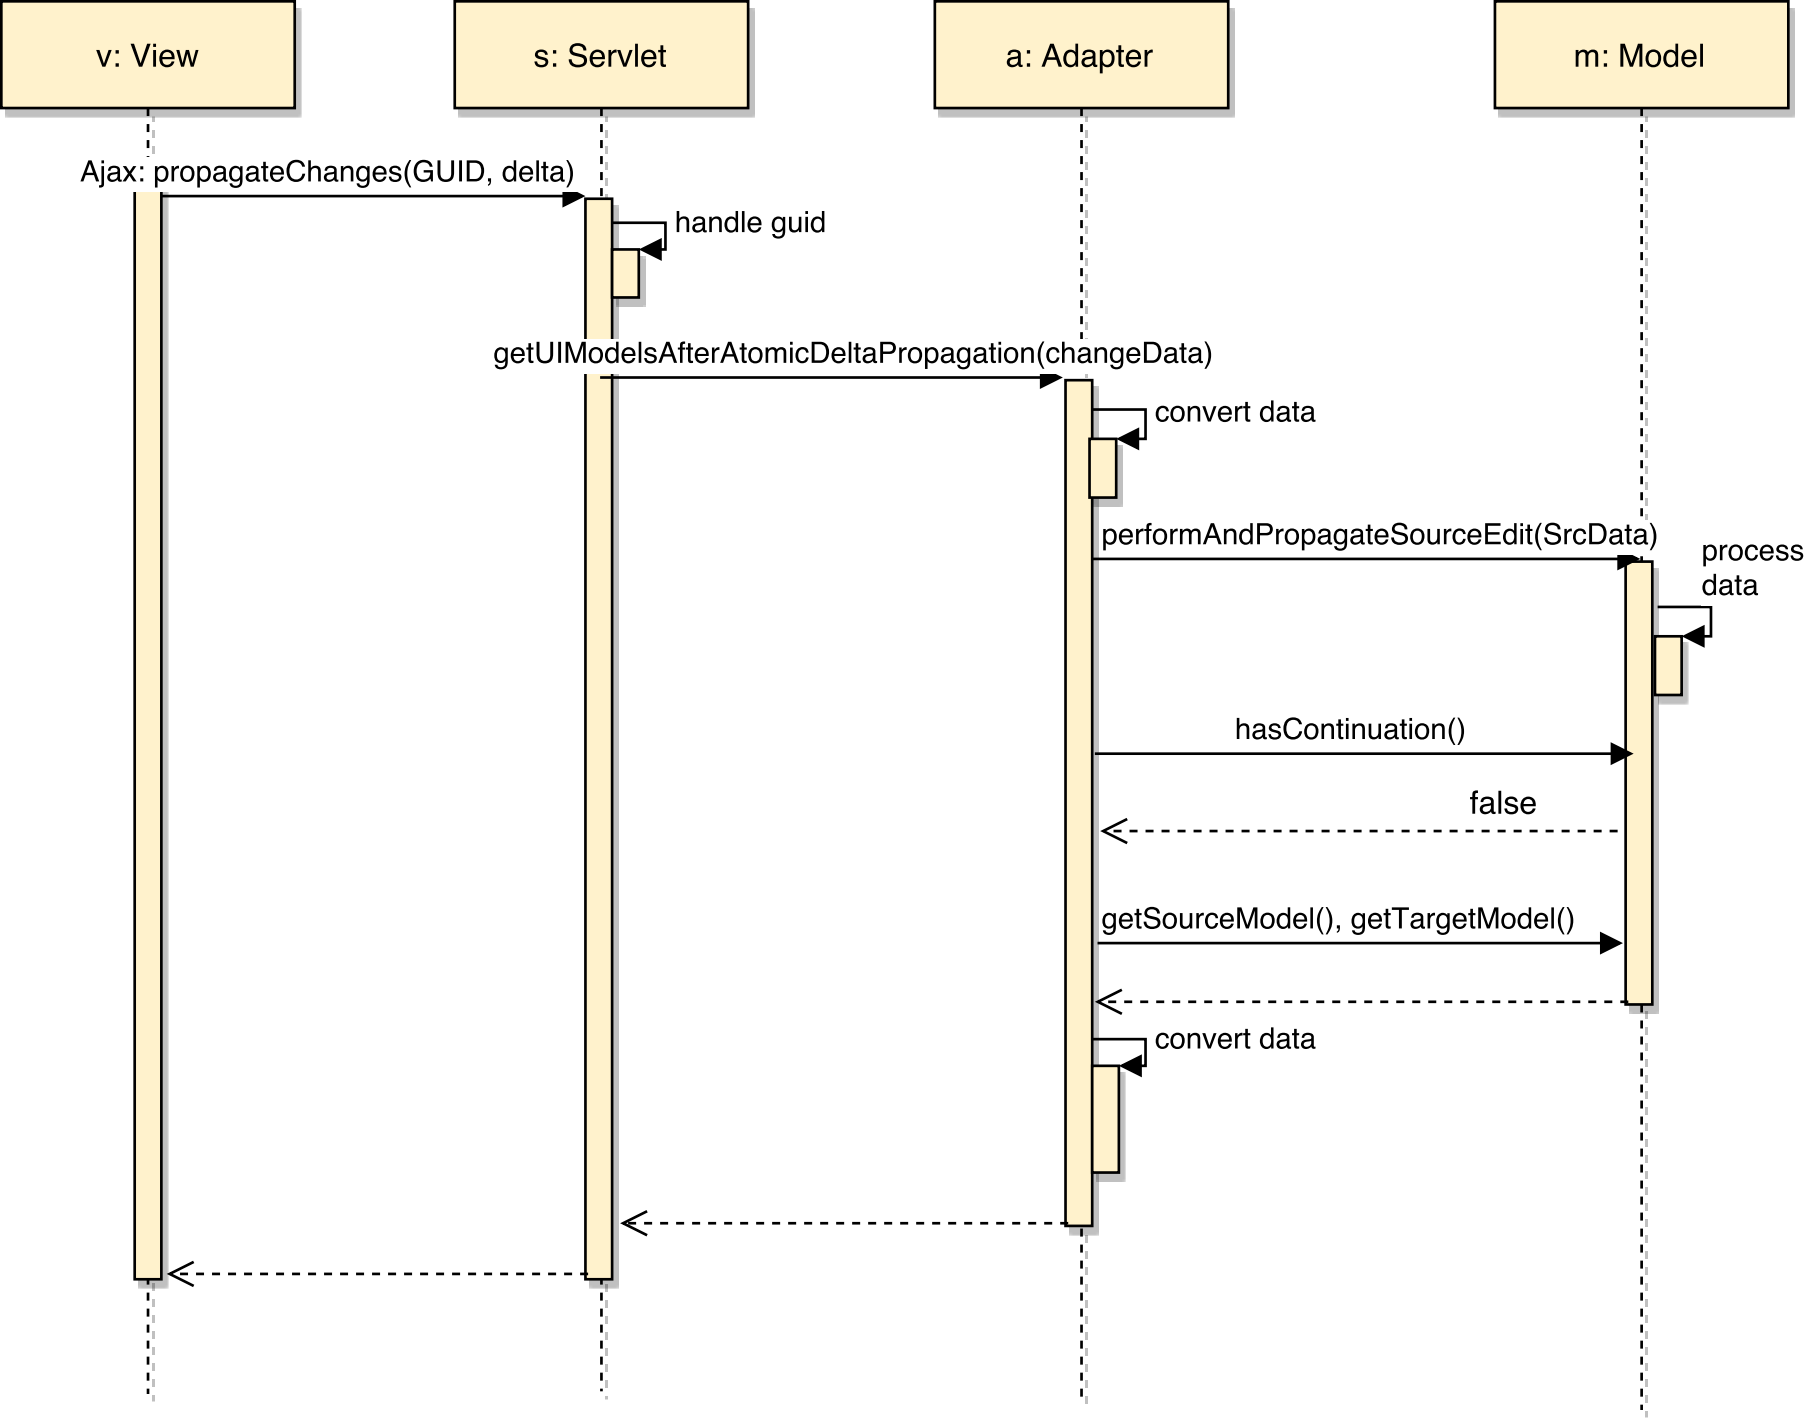 v: View
s: Servlet
a: Adapter
m: Model
Ajax: propagateChanges(GUID, delta)
handle guid
getUIModelsAfterAtomicDeltaPropagation(changeData)
convert data
performAndPropagateSourceEdit(SrcData)
process
data
hasContinuation()
false
getSourceModel(), getTargetModel()
convert data